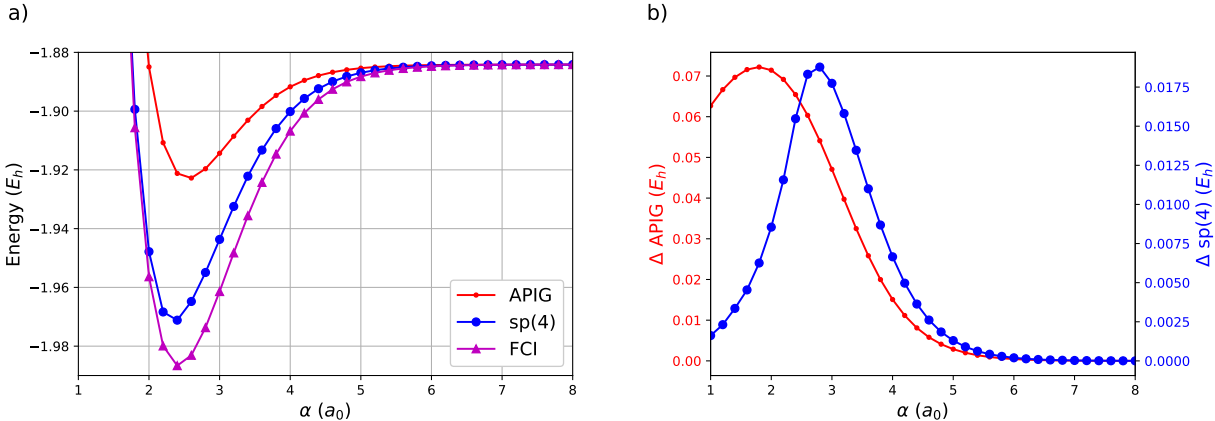 a)
Energy (E_h)
−1.88
−1.90
−1.92
−1.94
−1.96
−1.98
1 2 3 4 5 6 7 8
α (a_0)
APIG
sp(4)
FCI
b)
Δ APIG (E_h)
0.07
0.06
0.05
0.04
0.03
0.02
0.01
0.00
1 2 3 4 5 6 7 8
α (a_0)
0.0175
0.0150
0.0125
0.0100
0.0075
0.0050
0.0025
0.0000
Δ sp(4) (E_h)